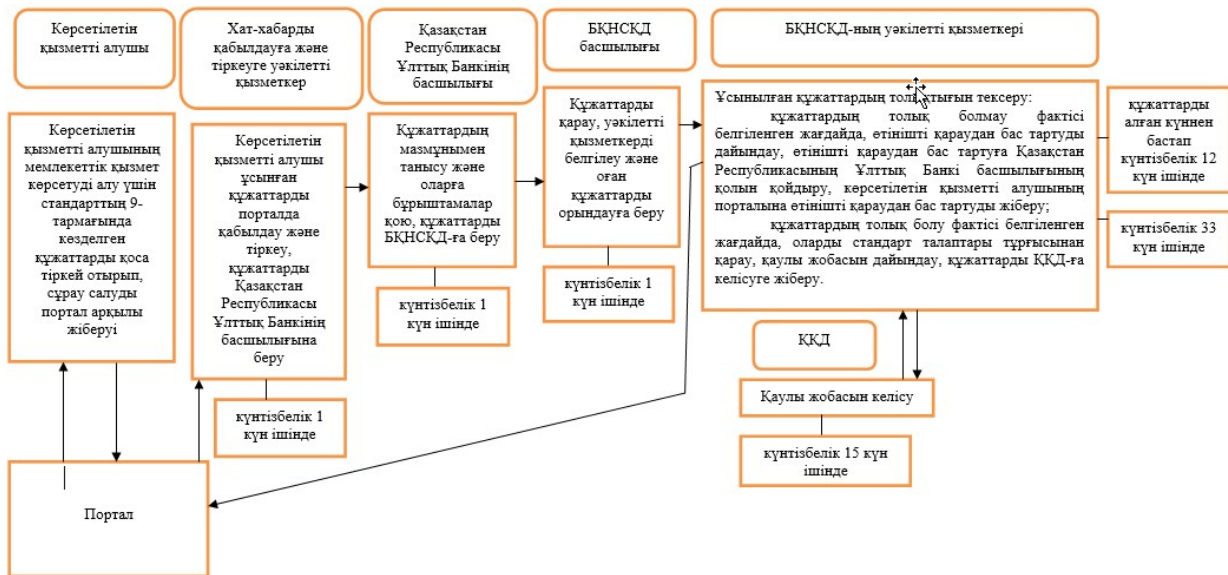 Көрсетілетін
қызметті алушы
Хат-хабарды
қабылдауға және
тіркеуге уәкілетті
қызметкер
Қазақстан
Республикасы
Ұлттық Банкінің
басшылығы
БҚНСҚД
басшылығы
БҚНСҚД-ның уәкілетті қызметкері
Көрсетілетін
қызметті алушының
мемлекеттік қызмет
көрсетуді алу үшін
стандарттың 9-
тармағында
көзделген
құжаттарды қоса
тіркей отырып,
сұрау салуды
портал арқылы
жіберуі
Көрсетілетін
қызметті алушы
ұсынған
құжаттарды
порталда
қабылдау және
тіркеу,
құжаттарды
Қазақстан
Республикасы
Ұлттық Банкінің
басшылығына
беру
күнтізбелік 1
күн ішінде
Құжаттардың
мазмұнымен
танысу және
оларға
бұрыштамалар
қою, құжаттарды
БҚНСҚД-ға беру
күнтізбелік 1
күн ішінде
Құжаттарды
қарау, уәкілетті
қызметкерді
белгілеу және
оған
құжаттарды
орындауға беру
күнтізбелік 1
күн ішінде
Ұсынылған құжаттардың толықтығын тексеру:
құжаттардың толық болмау фактісі
белгіленген жағдайда, өтінішті қараудан бас тартуды
дайындау, өтінішті қараудан бас тартуға Қазақстан
Республикасының Ұлттық Банкі басшылығының
қолын қойдыру, көрсетілетін қызметті алушының
порталына өтінішті қараудан бас тартуды жіберу;
құжаттардың толық болу фактісі белгіленген
жағдайда, оларды стандарт талаптары тұрғысынан
қарау, қаулы жобасын дайындау, құжаттарды ҚҚД-ға
келісуге жіберу.
құжаттарды
алған күннен
бастап
күнтізбелік 12
күн ішінде
күнтізбелік 33
күн ішінде
ҚҚД
Қаулы жобасын келісу
күнтізбелік 15 күн
ішінде
Портал